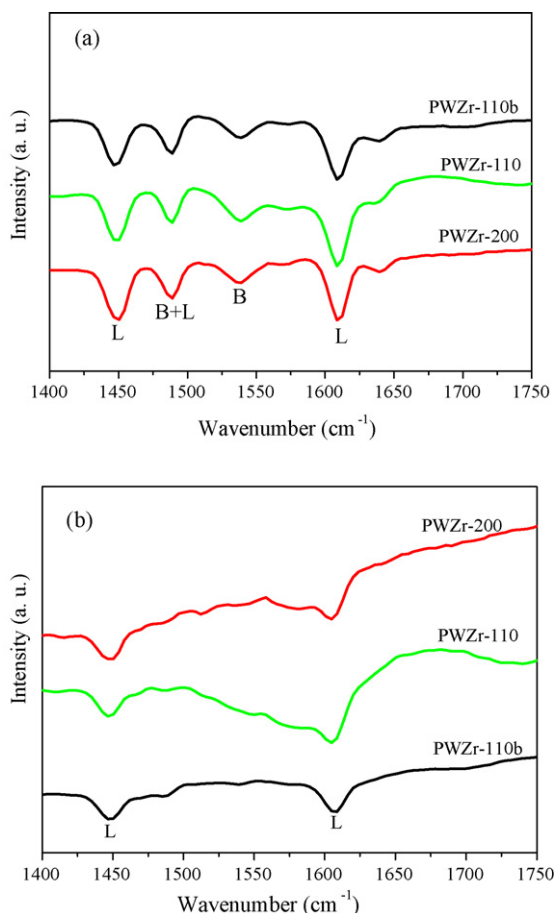 (a)
PWZr-110b
PWZr-110
PWZr-200
L
B+L
B
L
Intensity (a. u.)
1400 1450 1500 1550 1600 1650 1700 1750
Wavenumber (cm⁻¹)
(b)
PWZr-200
PWZr-110
PWZr-110b
L
L
Intensity (a. u.)
1400 1450 1500 1550 1600 1650 1700 1750
Wavenumber (cm⁻¹)